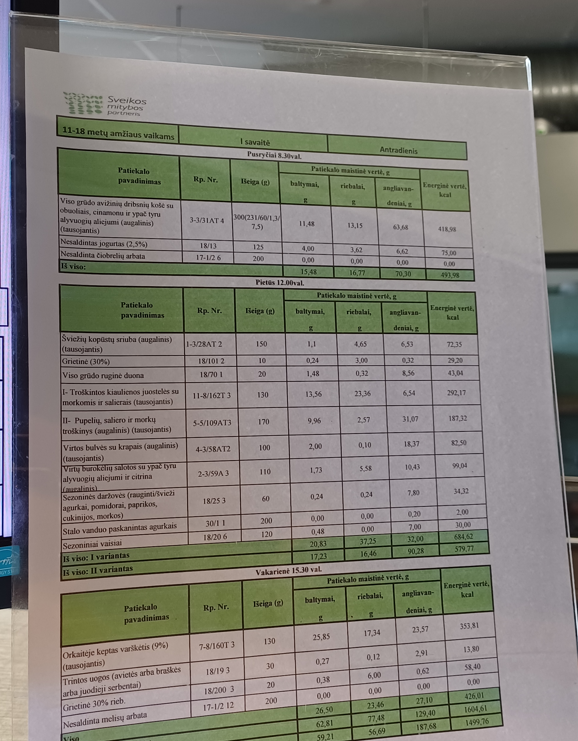 Sveikos
mitybos
partneris
11-18 metų amžiaus vaikams I savaitė Antradienis
Pusryčiai 8.30val.
Patiekalo pavadinimas Rp. Nr. Išeiga (g) Patiekalo maistinė vertė, g Energinė vertė, kcal
baltymai, g riebalai, g angliavandeniai, g
Viso grūdo avižinių dribsnių košė su
obuoliais, cinamonu ir ypač tyru
alyvuogių aliejumi (augalinis)
(tausojantis) 3-3/31AT 4 300(231/60/1,3/7,5) 11,48 13,15 63,68 418,98
Nesaldintas jogurtas (2,5%) 18/13 125 4,00 3,62 6,62 75,00
Nesaldinta čiobrelių arbata 17-1/2 6 200 0,00 0,00 0,00 0,00
Iš viso: 15,48 16,77 70,30 493,98
Pietūs 12.00val.
Patiekalo pavadinimas Rp. Nr. Išeiga (g) Patiekalo maistinė vertė, g Energinė vertė, kcal
baltymai, g riebalai, g angliavan-deniai, g
Šviežių kopūstų sriuba (augalinis)
(tausojantis) 1-3/28AT 2 150 1,1 4,65 6,53 72,35
Grietinė (30%) 18/101 2 10 0,24 3,00 0,32 29,20
Viso grūdo ruginė duona 18/70 1 20 1,48 0,32 8,56 43,04
I- Troškintos kiaulienos juostelės su
morkomis ir salierais (tausojantis) 11-8/162T 3 130 13,56 23,36 6,54 292,17
II- Pupelių, saliero ir morkų
troškinys (augalinis) (tausojantis) 5-5/109AT3 170 9,96 2,57 31,07 187,32
Virtos bulvės su krapais (augalinis)
(tausojantis) 4-3/58AT2 100 2,00 0,10 18,37 82,50
Virtų burokėlių salotos su ypač tyru
alyvuogių aliejumi ir citrina
(augalinis) 2-3/59A 3 110 1,73 5,58 10,43 99,04
Sezoninės daržovės (rauginti/švieži
agurkai, pomidorai, paprikos,
cukinijos, morkos) 18/25 3 60 0,24 0,24 7,80 34,32
Stalo vanduo paskanintas agurkais 30/1 1 200 0,00 0,00 0,20 2,00
Sezoniniai vaisiai 18/20 6 120 0,48 0,00 7,00 30,00
Iš viso: I variantas 20,83 37,25 32,00 684,62
Iš viso: II variantas 17,23 16,46 90,28 579,77
Vakarienė 15.30 val.
Patiekalo pavadinimas Rp. Nr. Išeiga (g) Patiekalo maistinė vertė, g Energinė vertė, kcal
baltymai, g riebalai, g angliavan-deniai, g
Orkaitėje keptas varškėtis (9%)
(tausojantis) 7-8/160T 3 130 25,85 17,34 23,57 353,81
Trintos uogos (avietės arba braškės
arba juodieji serbentai) 18/19 3 30 0,27 0,12 2,91 13,80
Grietinė 30% rieb. 18/200 3 20 0,38 6,00 0,62 58,40
Nesaldinta melisų arbata 17-1/2 12 200 0,00 0,00 0,00 0,00
26,50 23,46 27,10 426,01
62,81 77,48 129,40 1604,61
59,21 56,69 187,68 1499,76